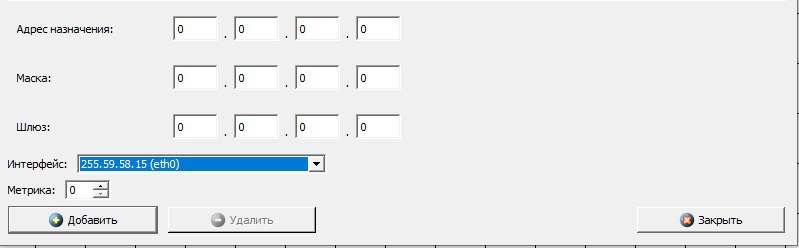 Адрес назначения: 0 . 0 . 0 . 0
Маска: 0 . 0 . 0 . 0
Шлюз: 0 . 0 . 0 . 0
Интерфейс: 255.59.58.15 (eth0)
Метрика: 0
Добавить Удалить Закрыть